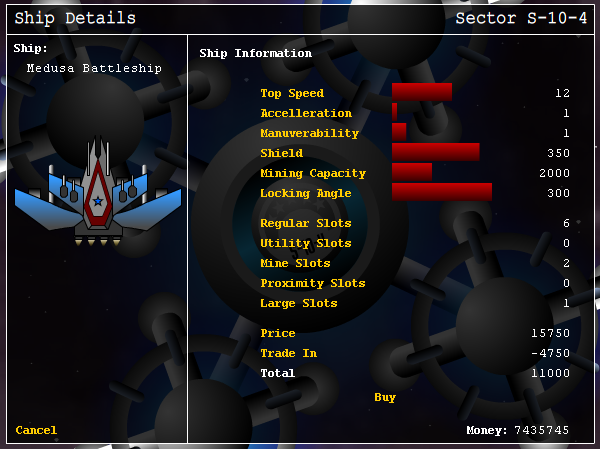 Ship Details
Sector S-10-4
Ship:
Medusa Battleship
Ship Information
Top Speed 12
Accelleration 1
Manuverability 1
Shield 350
Mining Capacity 2000
Locking Angle 300
Regular Slots 6
Utility Slots 0
Mine Slots 2
Proximity Slots 0
Large Slots 1
Price 15750
Trade In -4750
Total 11000
Buy
Cancel
Money: 7435745